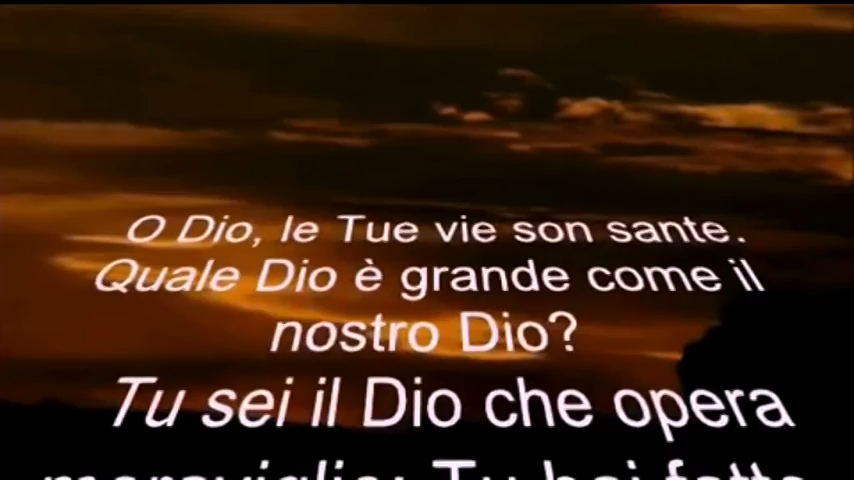 O Dio, le Tue vie son sante.
Quale Dio è grande come il
nostro Dio?
Tu sei il Dio che opera
meraviglie; Tu hai fatto